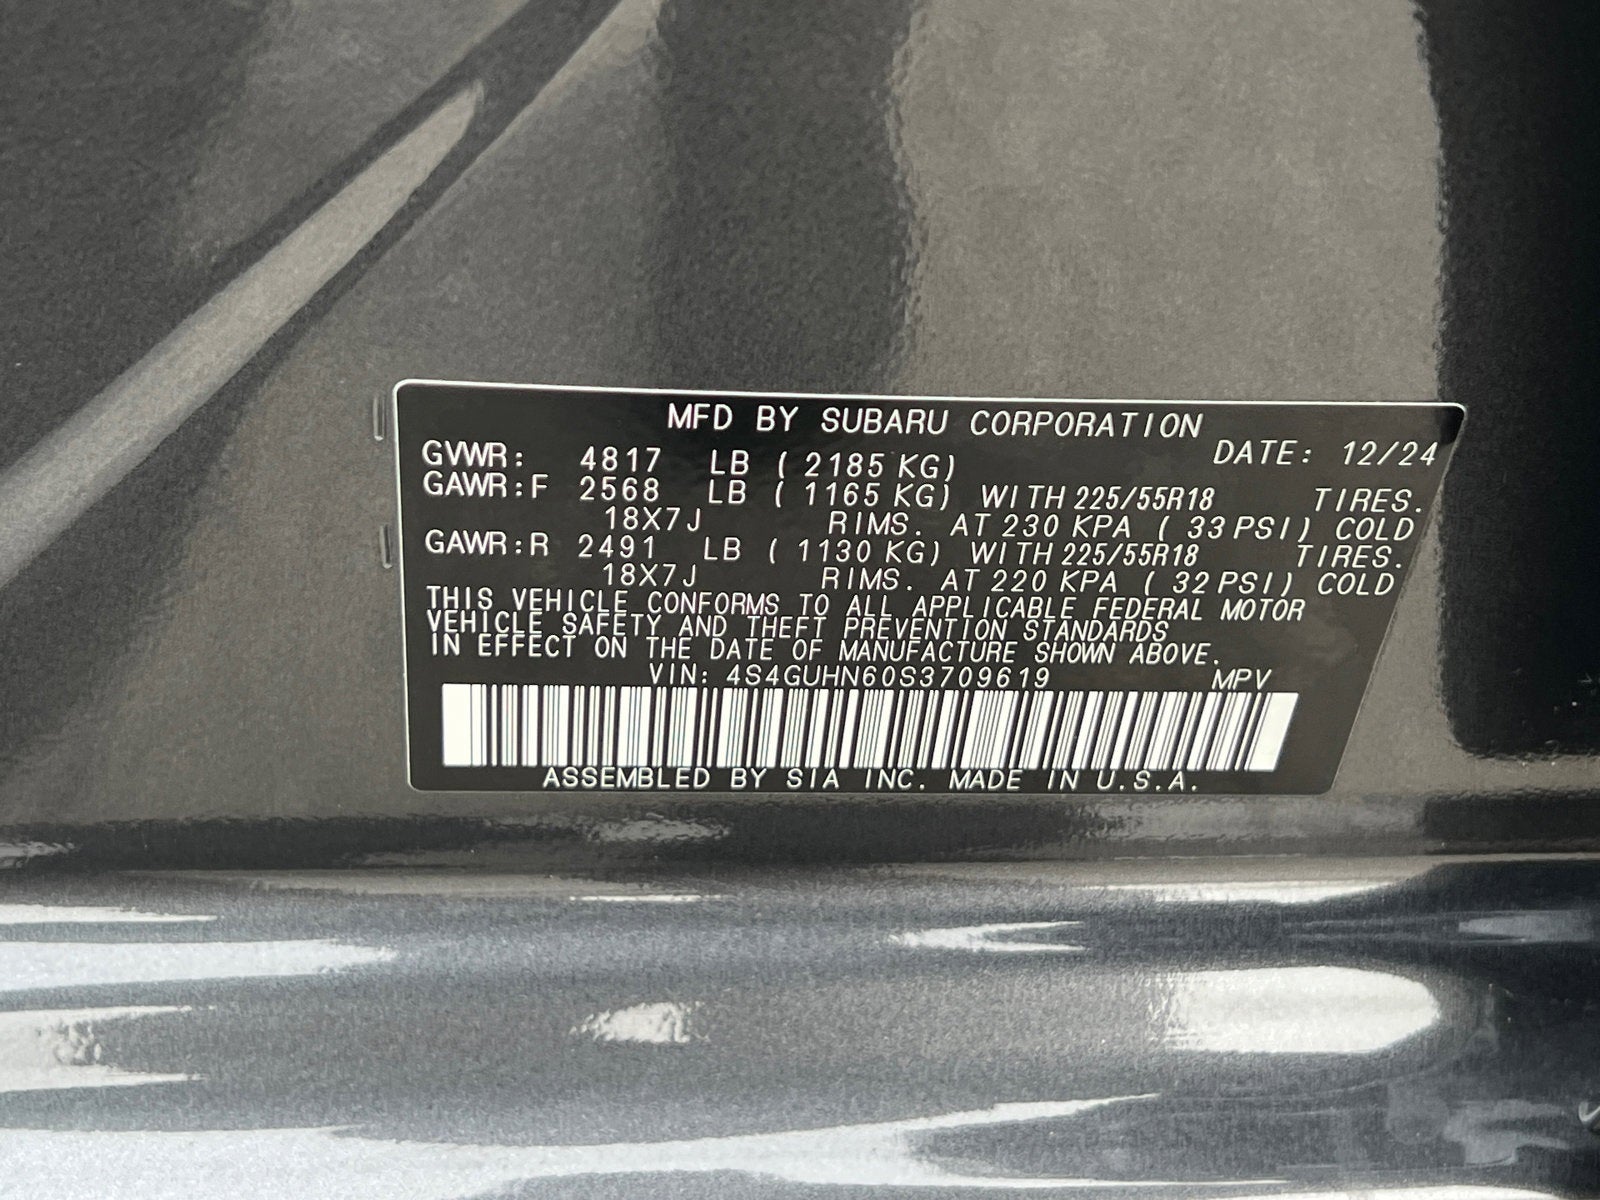 MFD BY SUBARU CORPORATION
DATE: 12/24
GVWR: 4817 LB (2185 KG)
GAWR:F 2568 LB (1165 KG) WITH 225/55R18 TIRES.
18X7J RIMS. AT 230 KPA (33 PSI) COLD
GAWR:R 2491 LB (1130 KG) WITH 225/55R18 TIRES.
18X7J RIMS. AT 220 KPA (32 PSI) COLD
THIS VEHICLE CONFORMS TO ALL APPLICABLE FEDERAL MOTOR
VEHICLE SAFETY AND THEFT PREVENTION STANDARDS
IN EFFECT ON THE DATE OF MANUFACTURE SHOWN ABOVE.
VIN: 4S4GUHN60S3709619 MPV
ASSEMBLED BY SIA INC. MADE IN U.S.A.